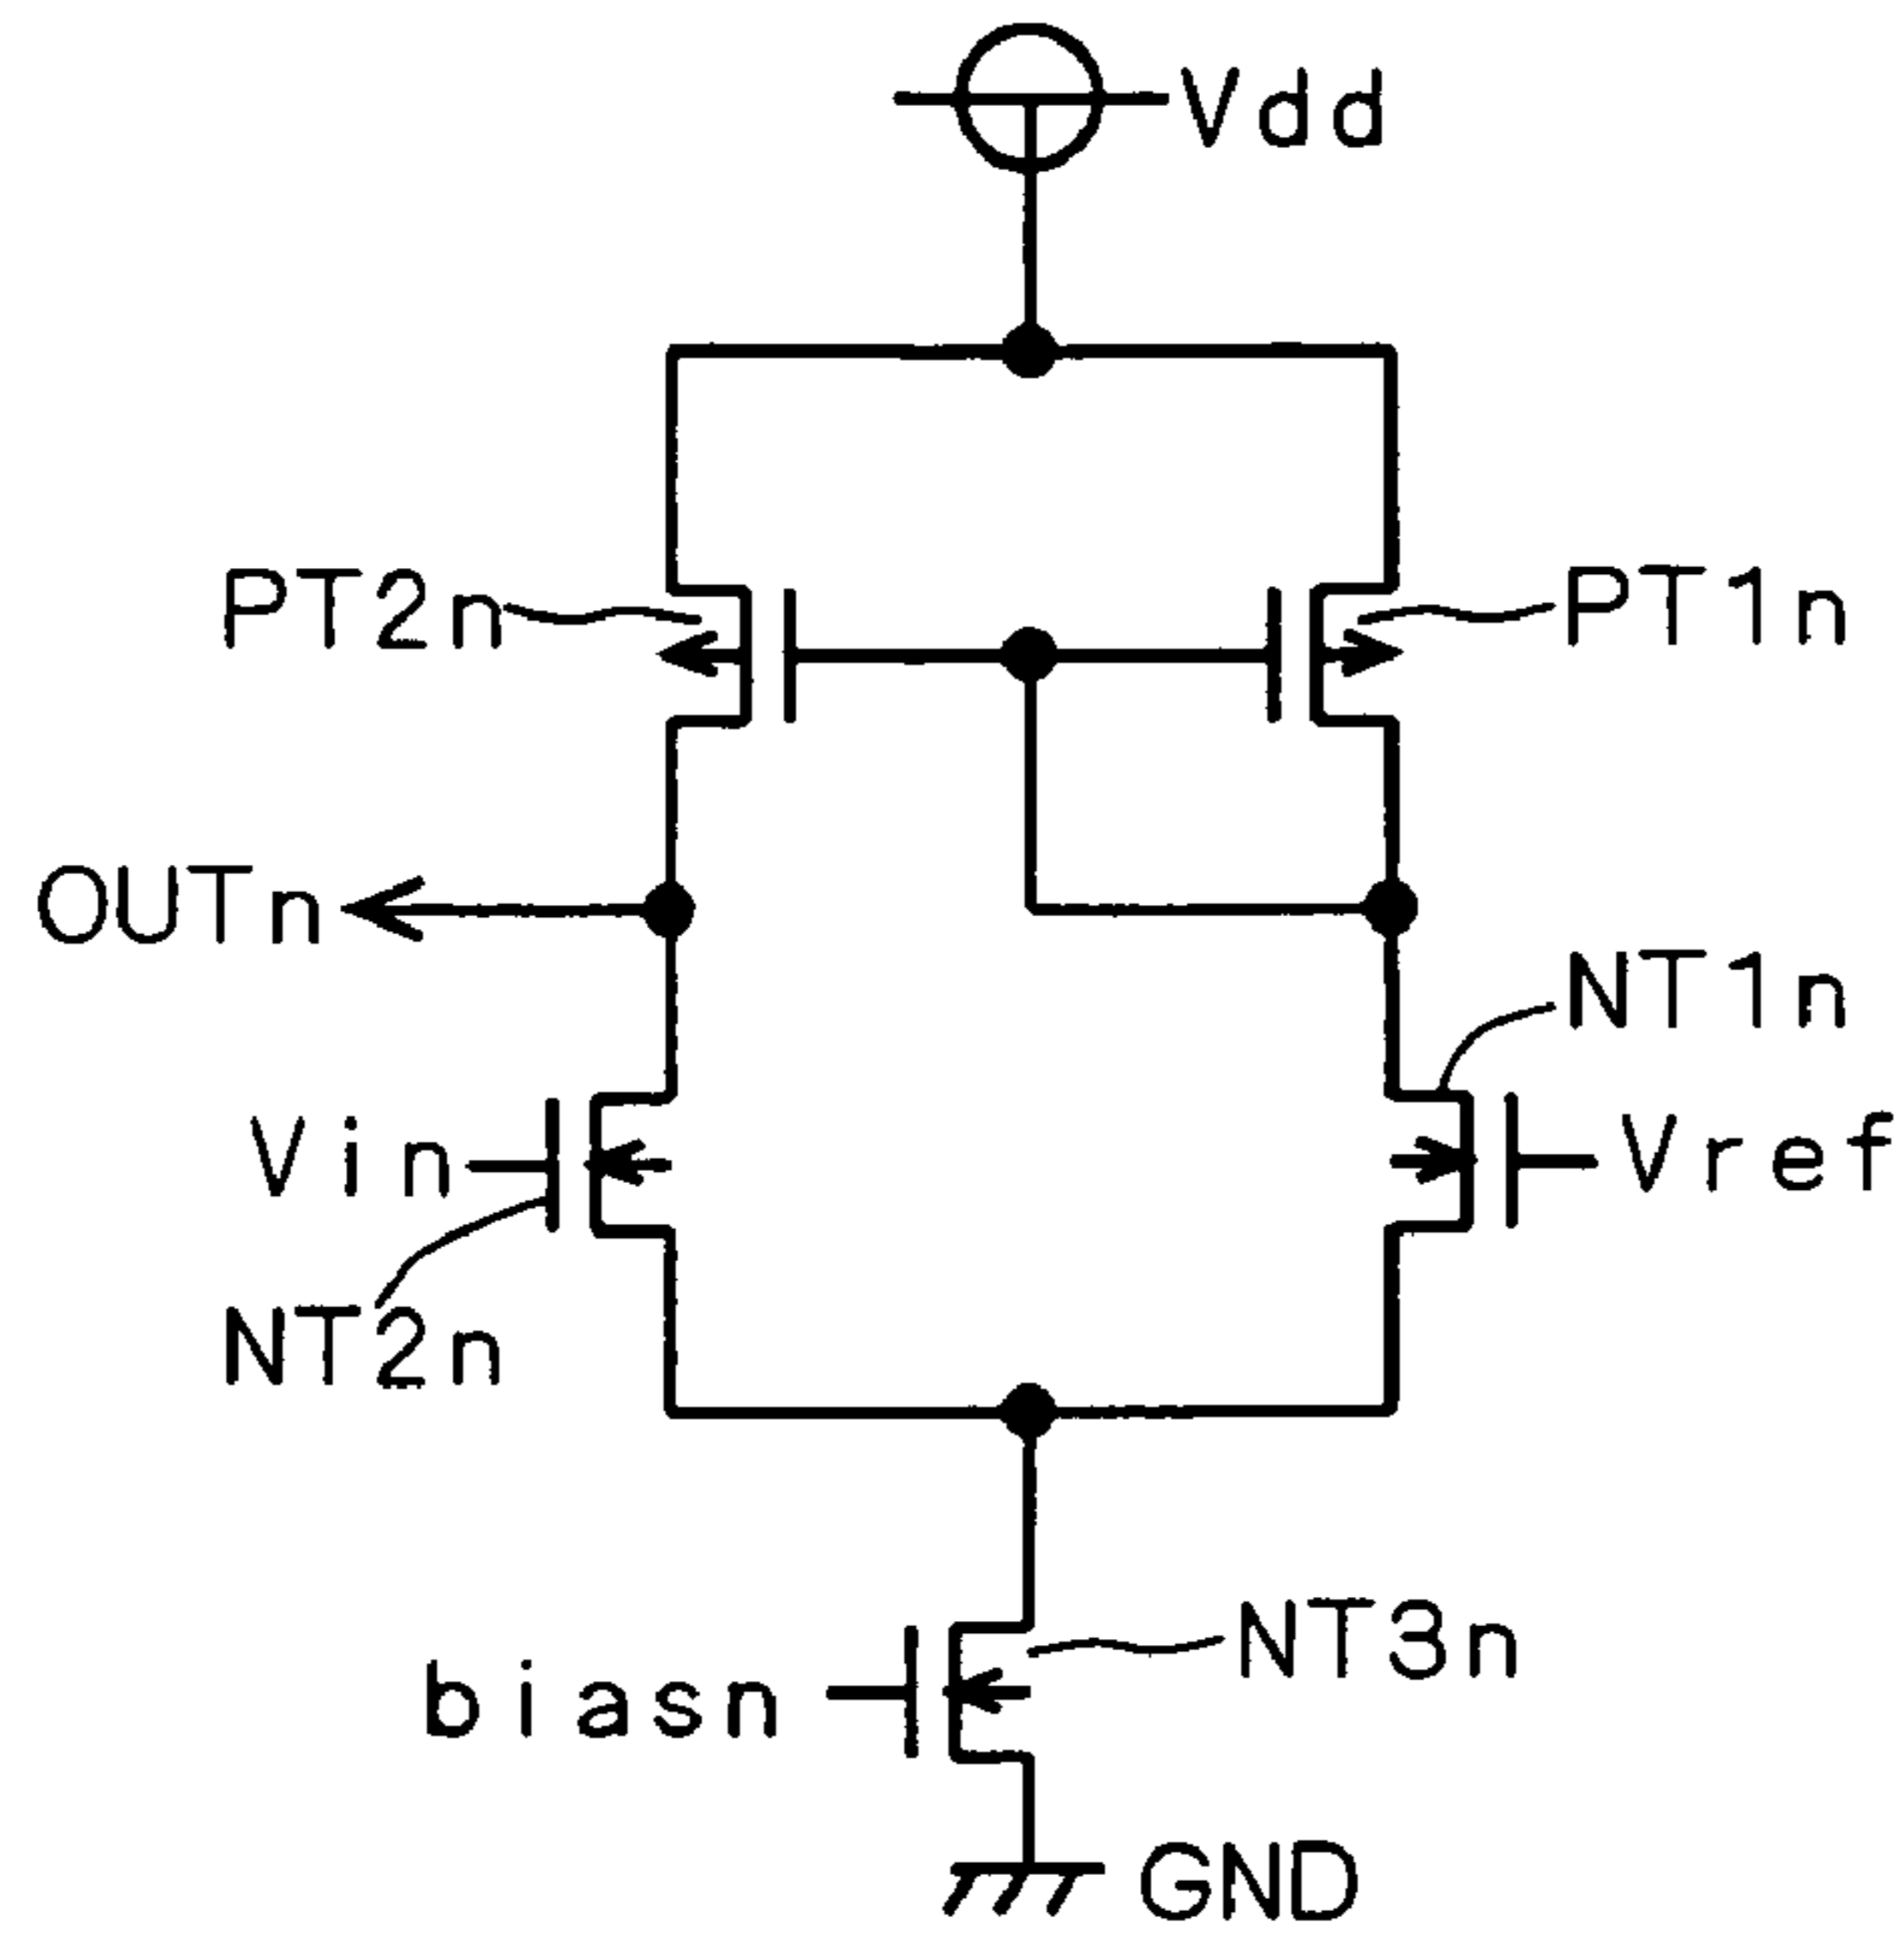 Vdd
PT2n
PT1n
OUTn
NT1n
Vin
Vref
NT2n
NT3n
biasn
GND